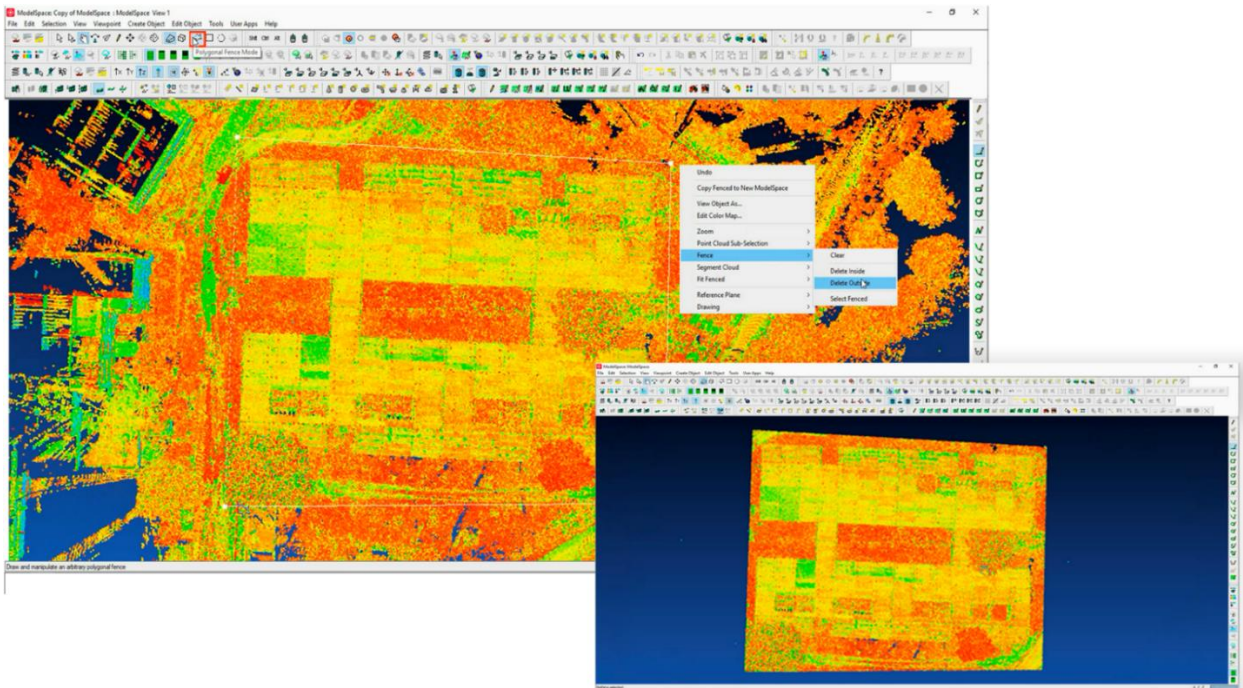 ModelSpace: Copy of ModelSpace : ModelSpace View 1
File Edit Selection View Viewpoint Create Object Edit Object Tools User Apps Help
Polygonal Fence Mode
Undo
Copy Fenced to New ModelSpace
View Object As...
Edit Color Map...
Zoom
Point Cloud Sub-Selection
Fence
Segment Cloud
Fit Fenced
Reference Plane
Drawing
Clear
Delete Inside
Delete Outside
Select Fenced
Draw and manipulate an arbitrary polygonal fence
File Edit Selection View Viewpoint Create Object Edit Object Tools User Apps Help